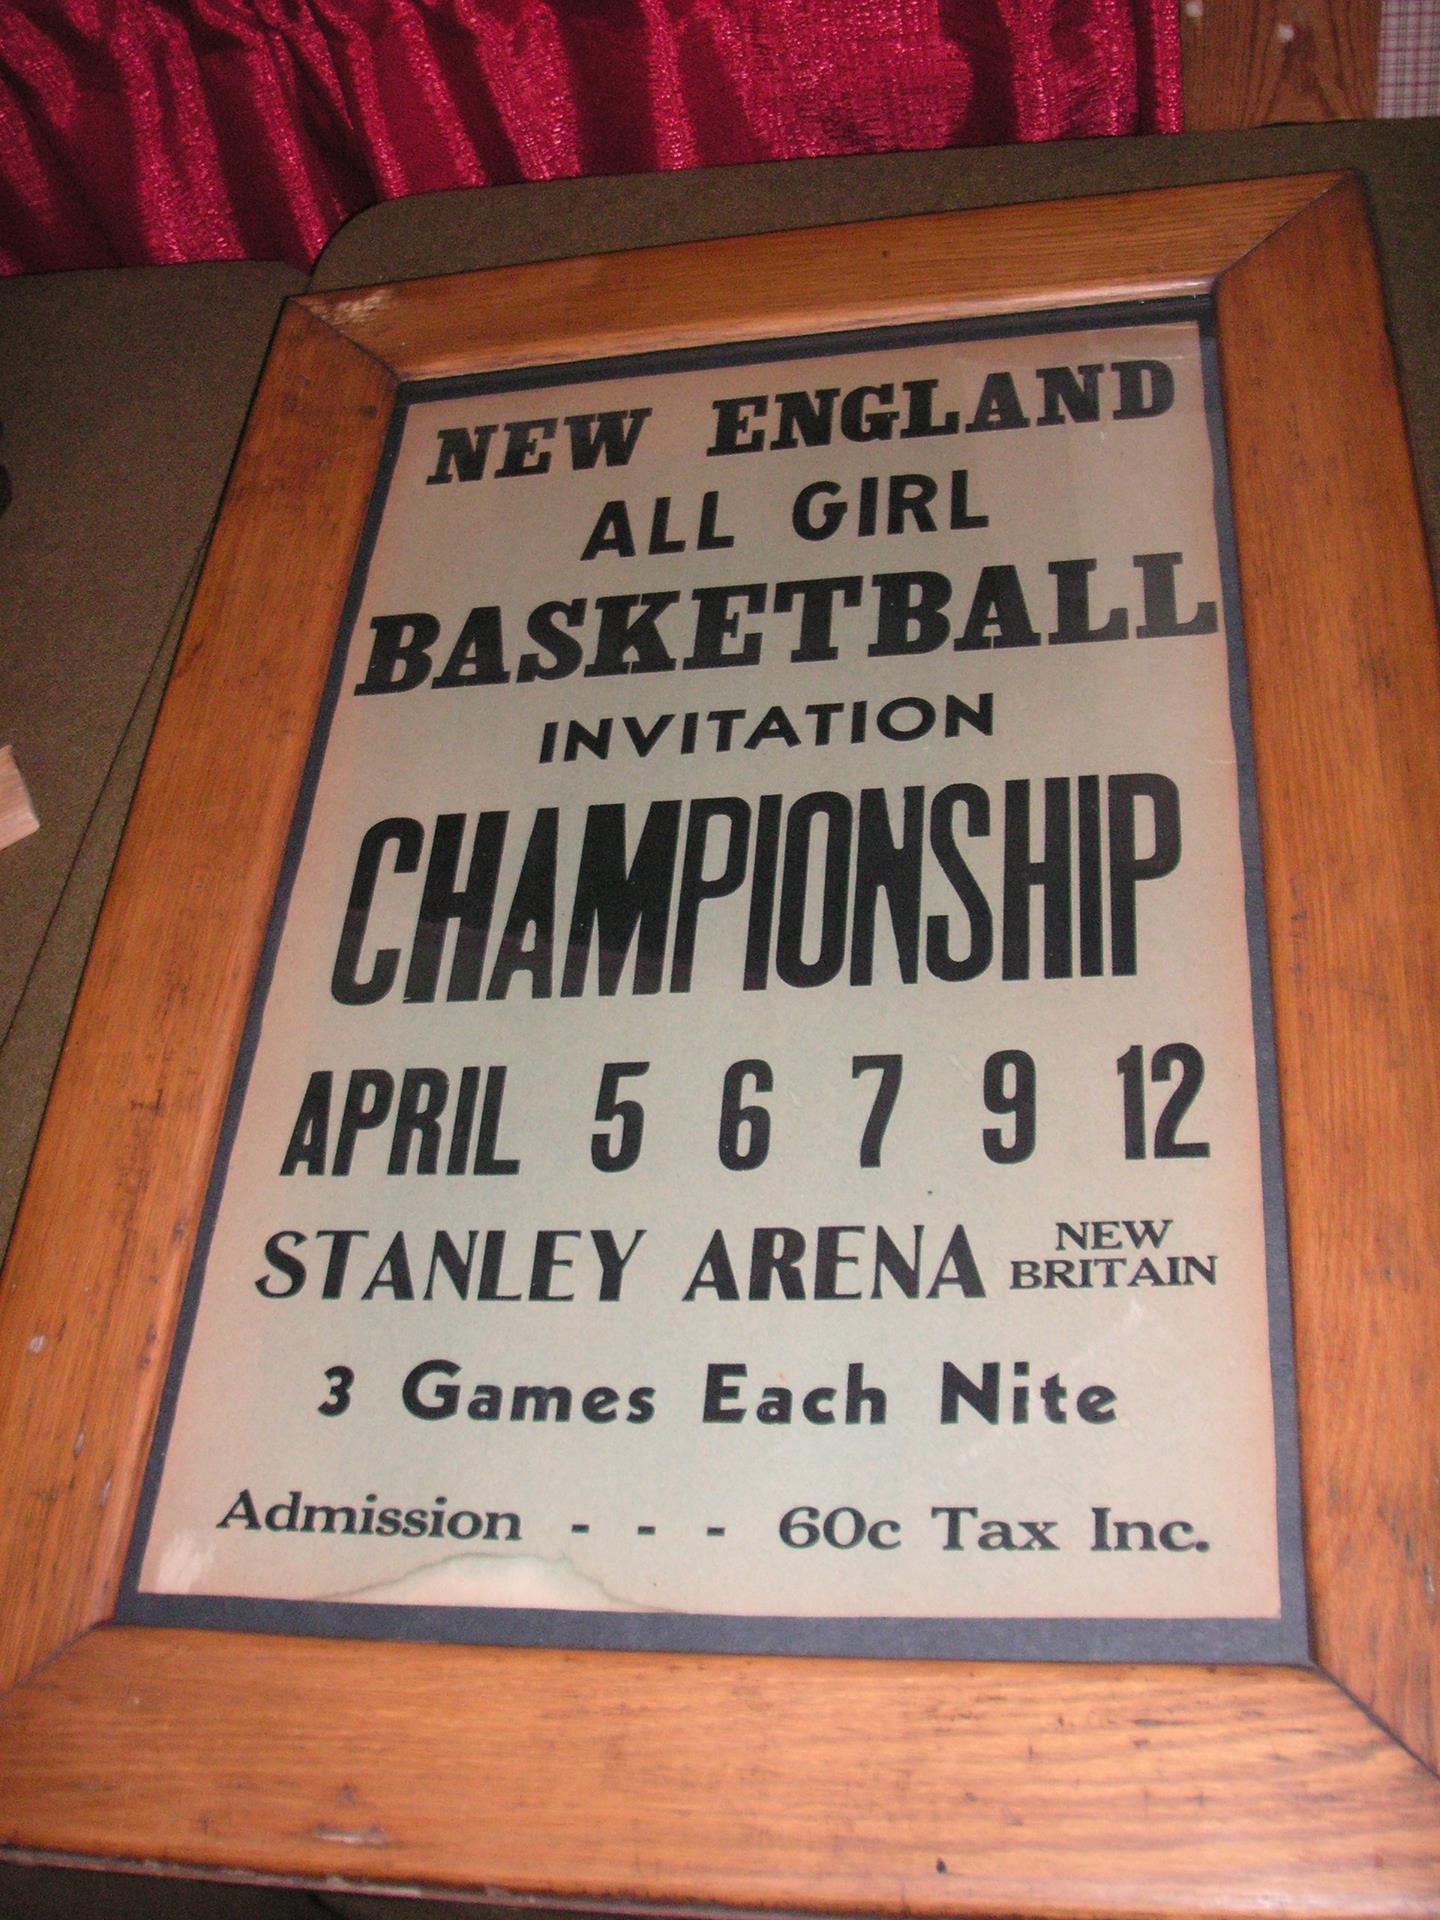 NEW ENGLAND
ALL GIRL
BASKETBALL
INVITATION
CHAMPIONSHIP
APRIL 5 6 7 9 12
STANLEY ARENA NEW BRITAIN
3 Games Each Nite
Admission - - - 60c Tax Inc.